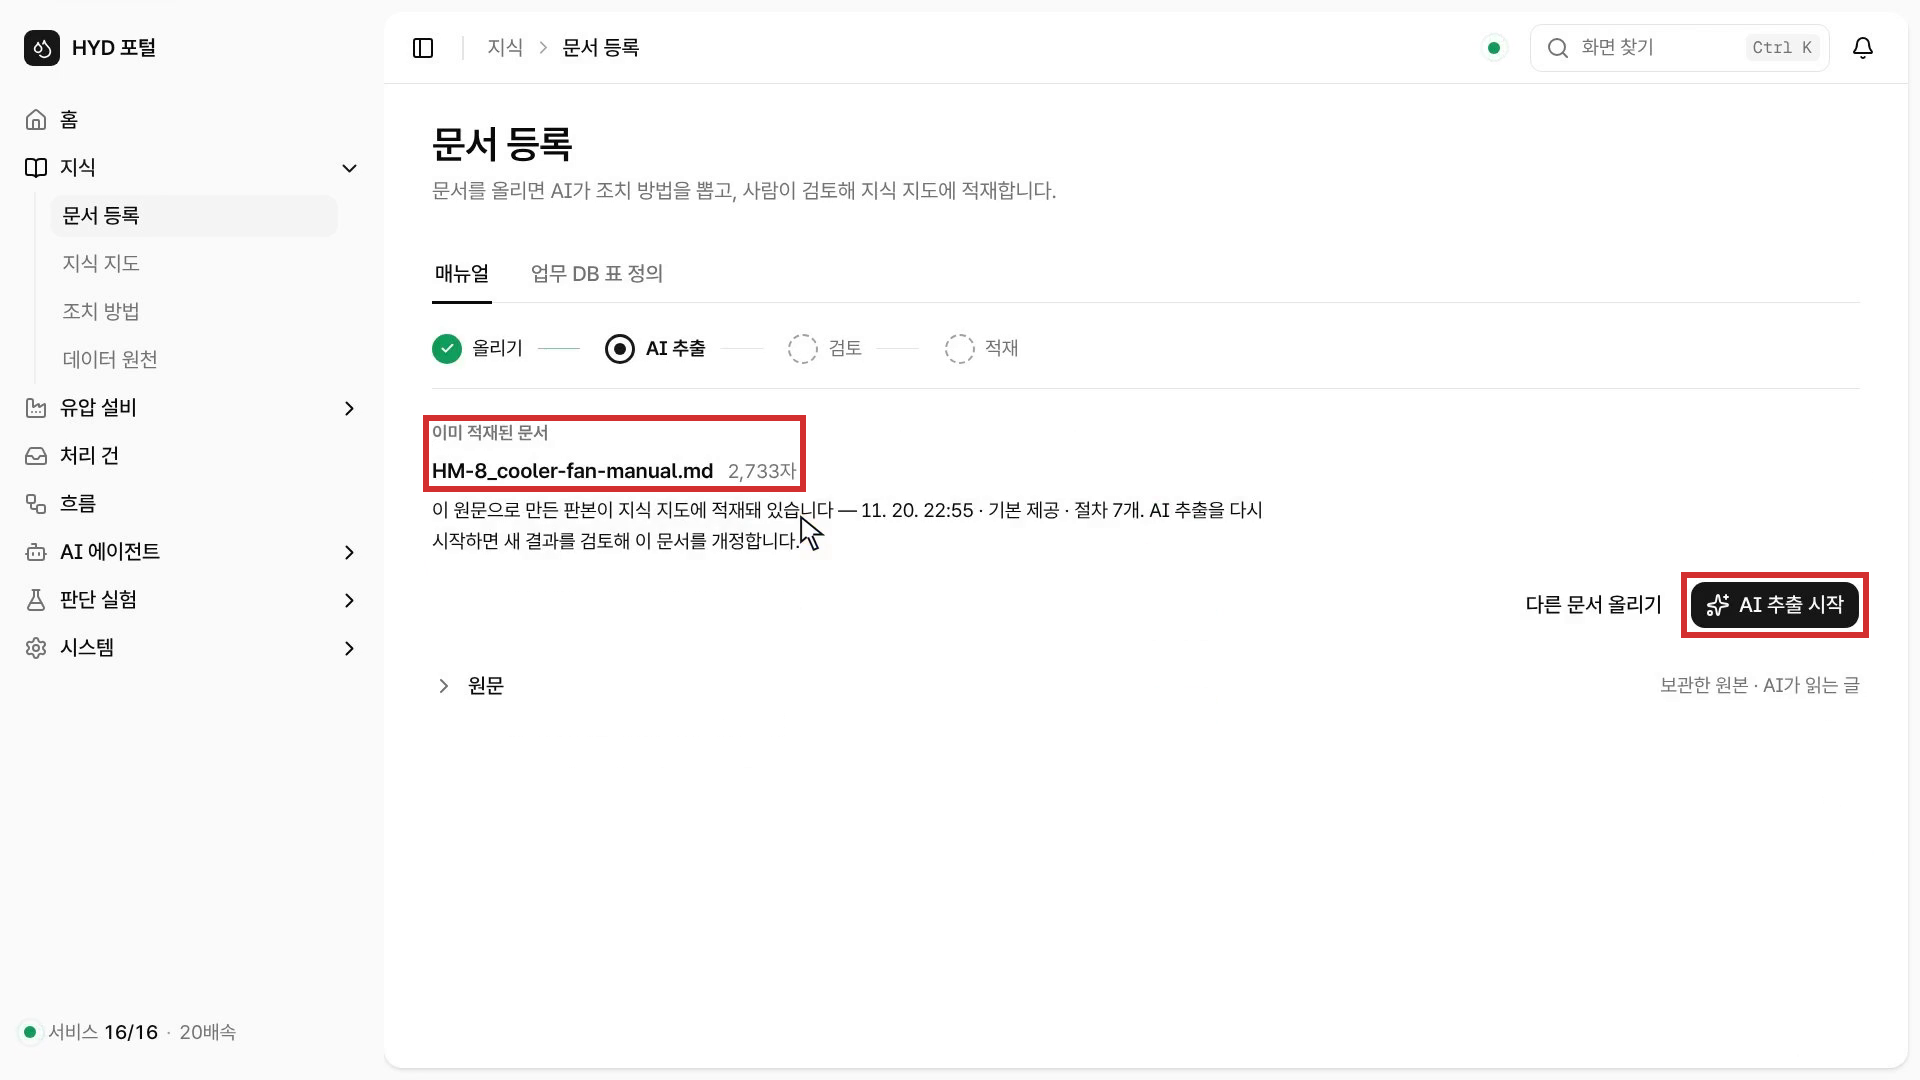 HYD 포털
홈
지식
문서 등록
지식 지도
조치 방법
데이터 원천
유압 설비
처리 건
흐름
AI 에이전트
판단 실험
시스템
서비스 16/16 · 20배속
지식 > 문서 등록
화면 찾기 Ctrl K
문서 등록
문서를 올리면 AI가 조치 방법을 뽑고, 사람이 검토해 지식 지도에 적재합니다.
매뉴얼 업무 DB 표 정의
올리기 AI 추출 검토 적재
이미 적재된 문서
HM-8_cooler-fan-manual.md 2,733자
이 원문으로 만든 판본이 지식 지도에 적재돼 있습니다 — 11. 20. 22:55 · 기본 제공 · 절차 7개. AI 추출을 다시
시작하면 새 결과를 검토해 이 문서를 개정합니다.
다른 문서 올리기 AI 추출 시작
원문 보관한 원본 · AI가 읽는 글